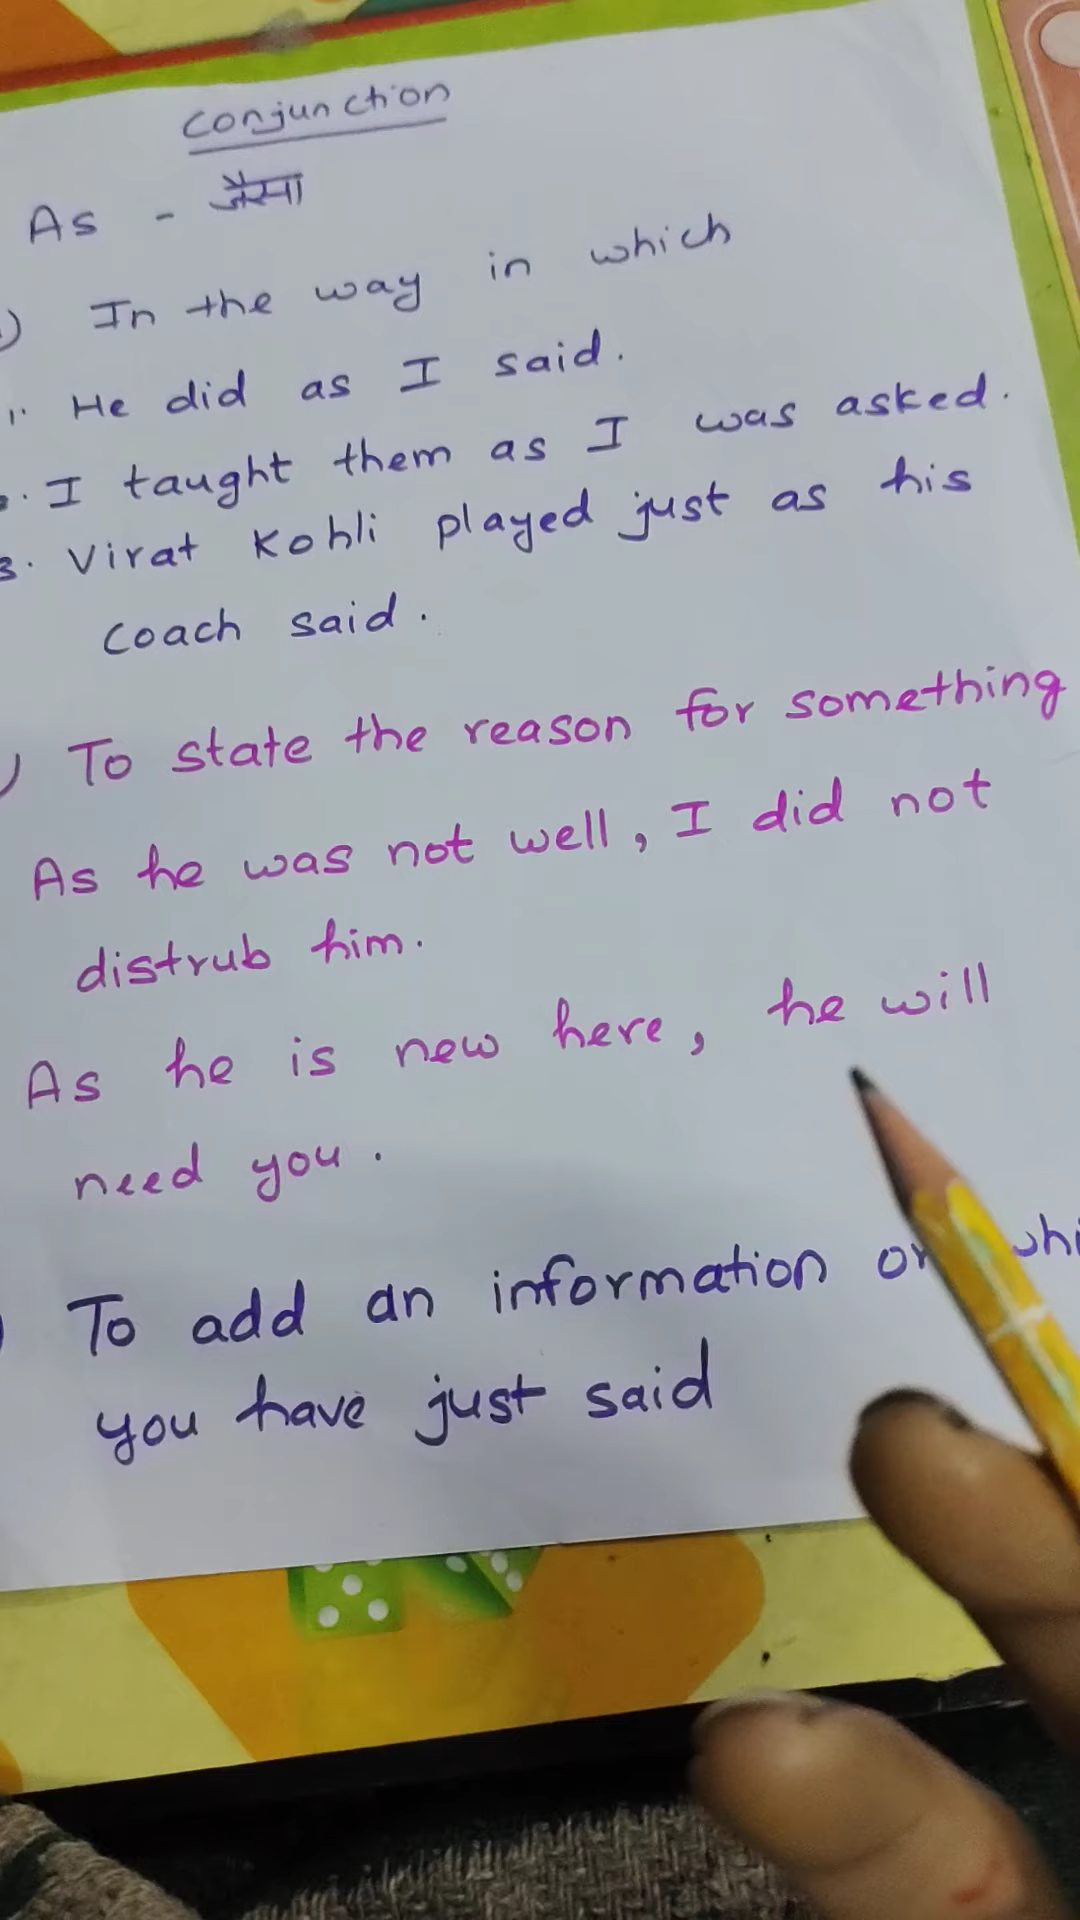 Conjunction
As - जैसा
) In the way in which
1. He did as I said.
. I taught them as I was asked.
3. Virat Kohli played just as his
coach said.
) To state the reason for something
As he was not well, I did not
distrub him.
As he is new here, he will
need you.
) To add an information or
you have just said